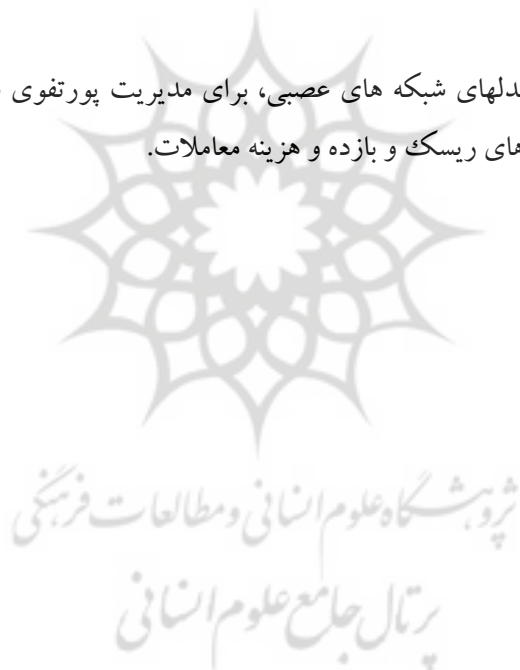 دلهای شبکه های عصبی، برای مدیریت پورتفوی
های ریسک و بازده و هزینه معاملات.
پژوهشگاه علوم انسانی و مطالعات فرهنگی
پرتال جامع علوم انسانی